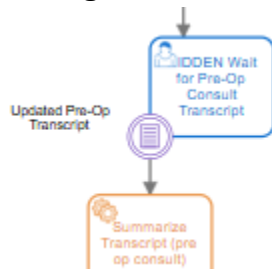 IDDEN Wait
for Pre-Op
Consult
Transcript
Updated Pre-Op
Transcript
Summarize
Transcript (pre
op consult)